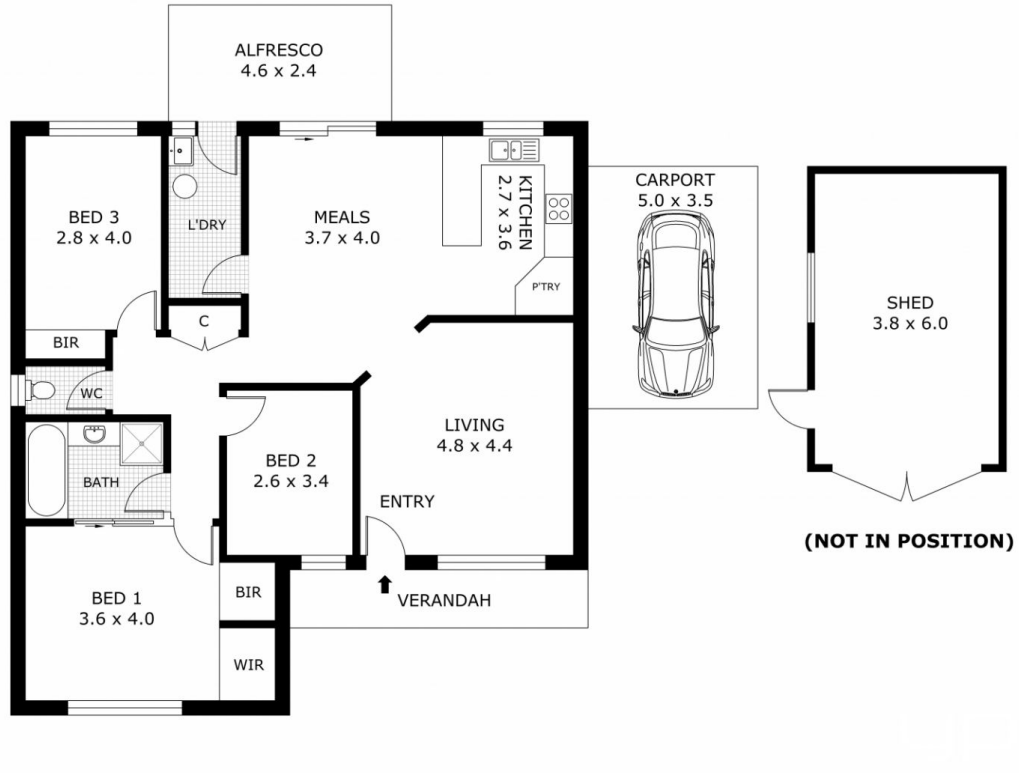 ALFRESCO
4.6 x 2.4
BED 3
2.8 x 4.0
L'DRY
MEALS
3.7 x 4.0
KITCHEN
2.7 x 3.6
P'TRY
CARPORT
5.0 x 3.5
SHED
3.8 x 6.0
C
BIR
WC
BATH
BED 2
2.6 x 3.4
LIVING
4.8 x 4.4
ENTRY
(NOT IN POSITION)
BED 1
3.6 x 4.0
BIR
VERANDAH
WIR